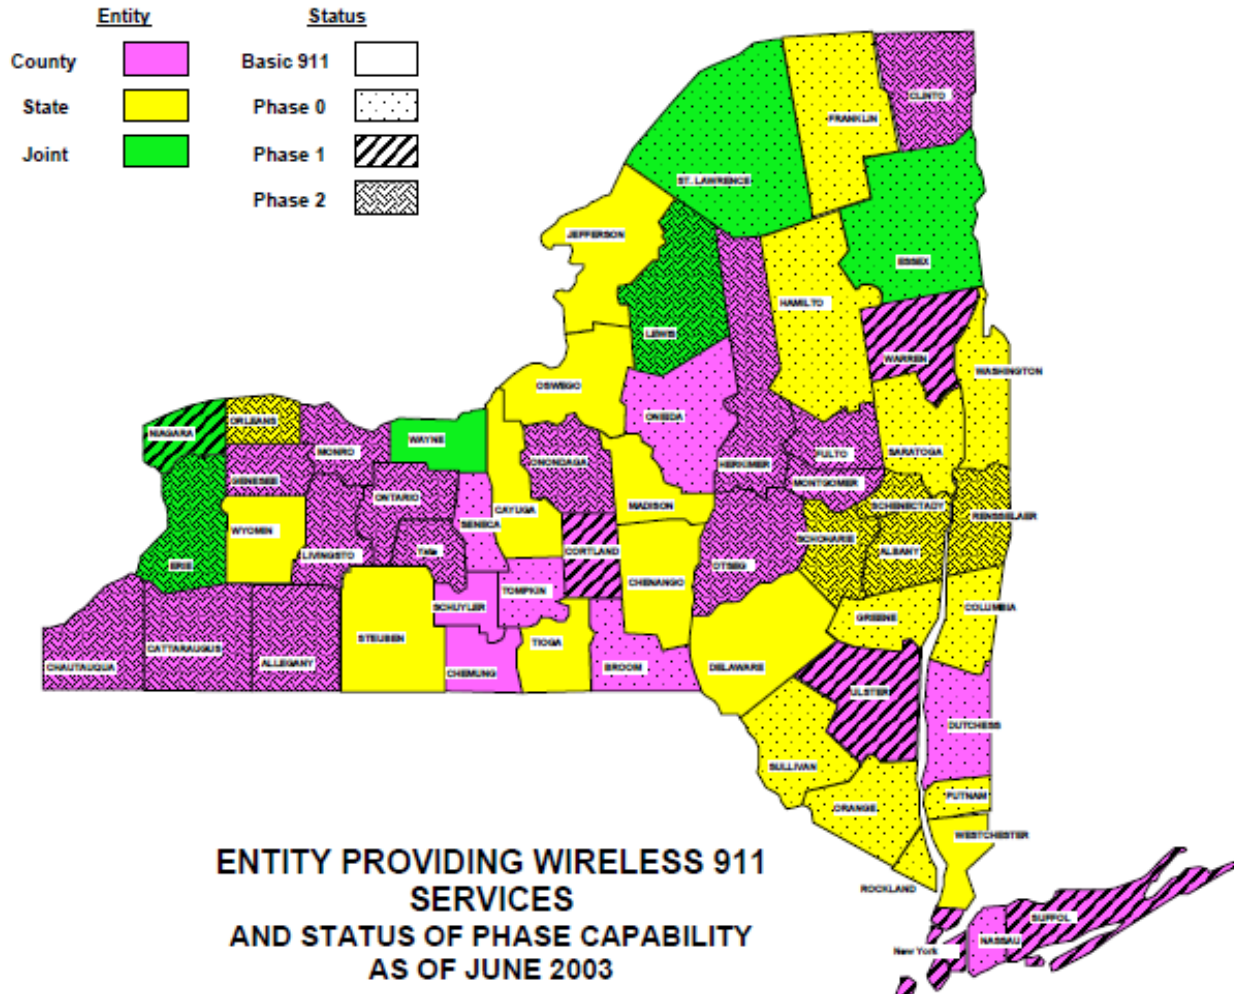 Entity Status
County Basic 911
State Phase 0
Joint Phase 1
Phase 2
CLINTO
FRANKLIN
ST. LAWRENCE
JEFFERSON
ESSEX
HAMILTO
LEWIS
WARREN
WASHINGTON
OSWEGO
ONEIDA
NIAGARA
ORLEANS
WAYNE
MONRO
ONONDAGA
HERKIMER
FULTO
SARATOGA
GENESEE
MONTGOMER
ONTARIO
CAYUGA
MADISON
SCHENECTADY
RENSSELAER
WYOMIN
SENECA
LIVINGSTO
Yate
CORTLAND
OTSEG
SCHOHARIE
ALBANY
ERIE
TOMPKIN
CHENANGO
SCHUYLER
COLUMBIA
GREENE
STEUBEN
TIOGA
CHAUTAUQUA
CATTARAUGUS
ALLEGANY
CHEMUNG
BROOM
DELAWARE
ULSTER
DUTCHESS
SULLIVAN
PUTNAM
ORANGE
WESTCHESTER
ROCKLAND
SUFFOL
NASSAU
New York
ENTITY PROVIDING WIRELESS 911
SERVICES
AND STATUS OF PHASE CAPABILITY
AS OF JUNE 2003